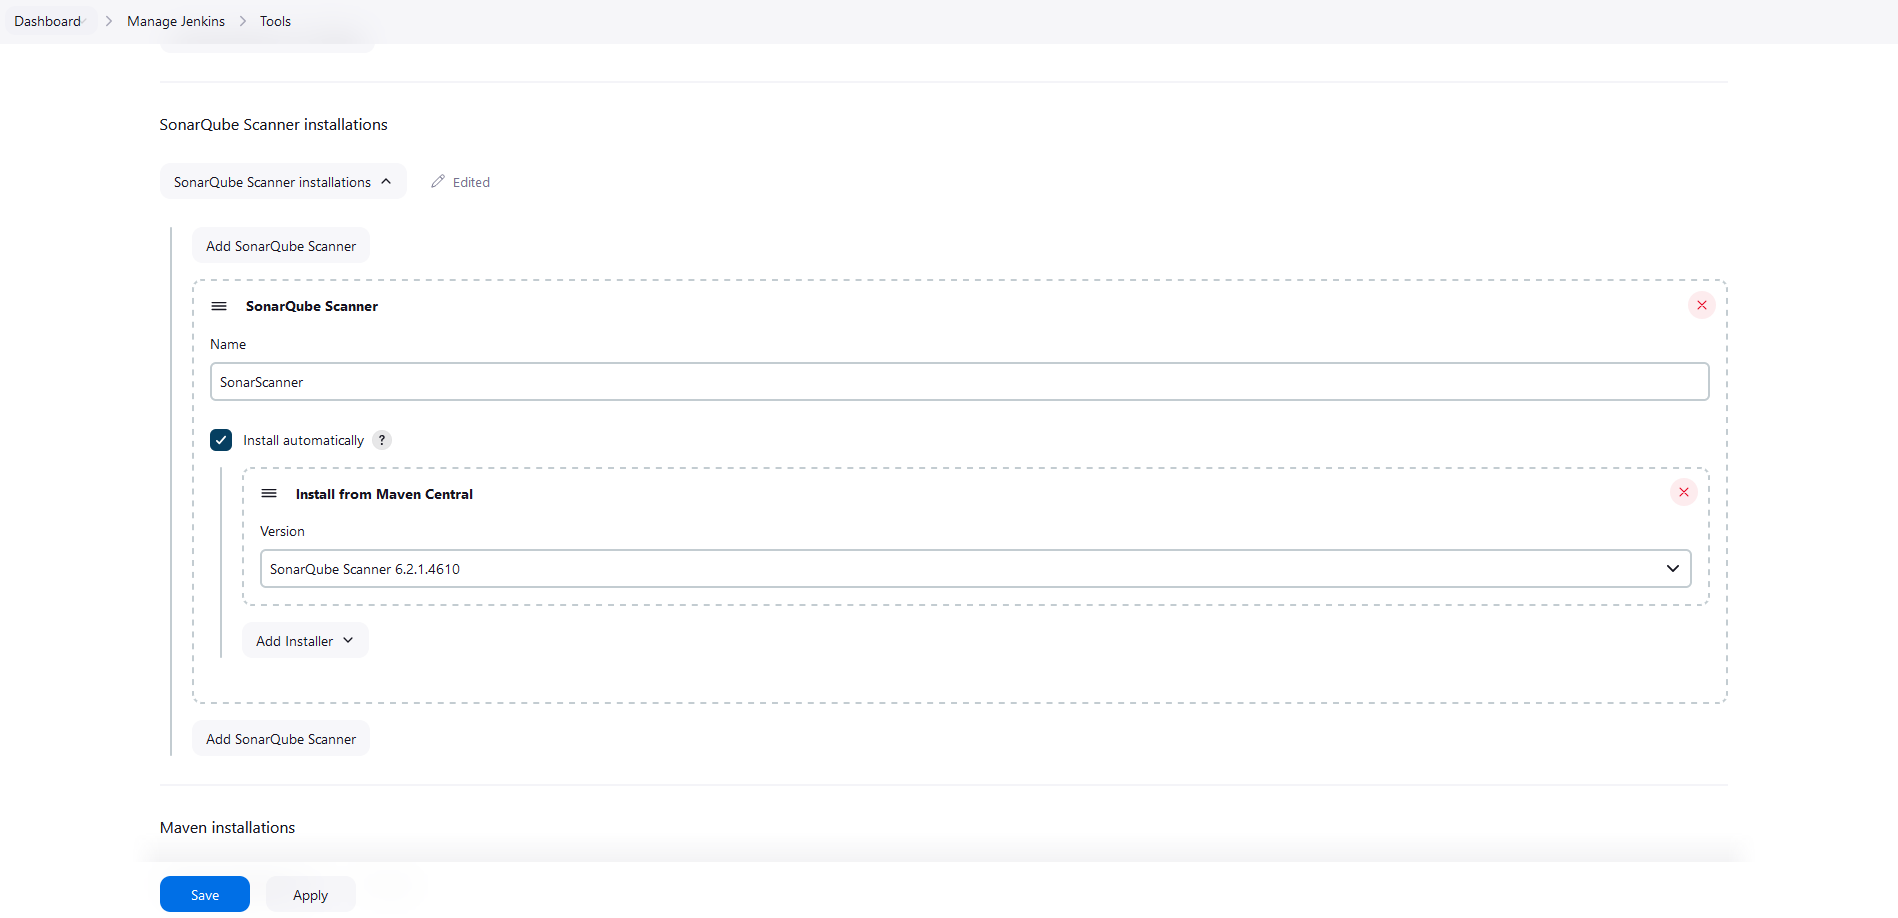 Dashboard
Manage Jenkins
Tools
SonarQube Scanner installations
SonarQube Scanner installations
Edited
Add SonarQube Scanner
SonarQube Scanner
Name
SonarScanner
Install automatically ?
Install from Maven Central
Version
SonarQube Scanner 6.2.1.4610
Add Installer
Add SonarQube Scanner
Maven installations
Save
Apply